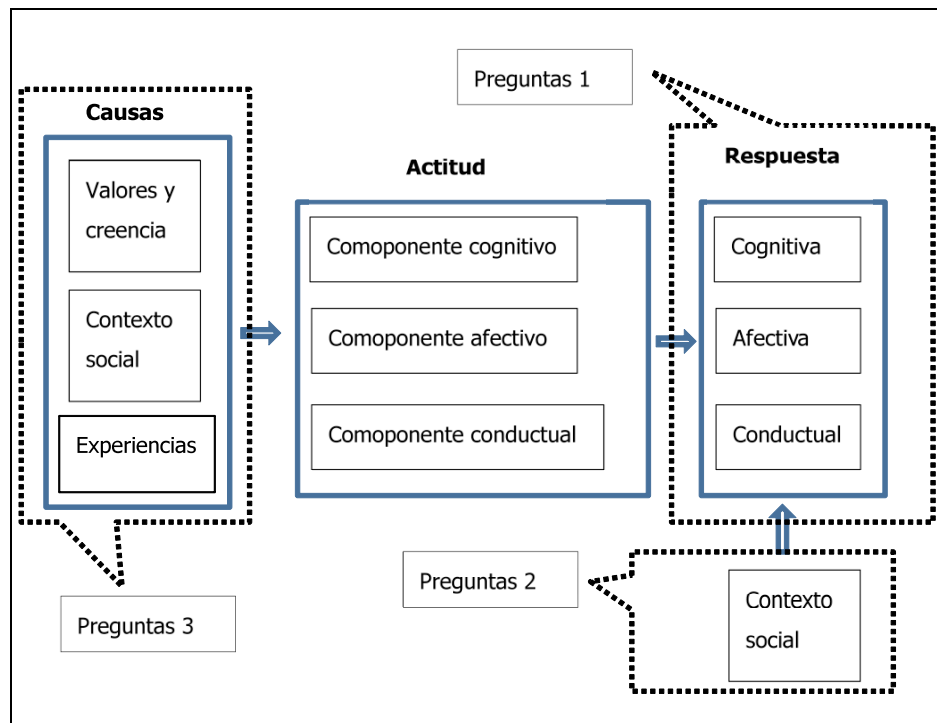 Preguntas 1
Causas
Valores y
creencia
Contexto
social
Experiencias
Preguntas 3
Actitud
Comoponente cognitivo
Comoponente afectivo
Comoponente conductual
Respuesta
Cognitiva
Afectiva
Conductual
Preguntas 2
Contexto
social